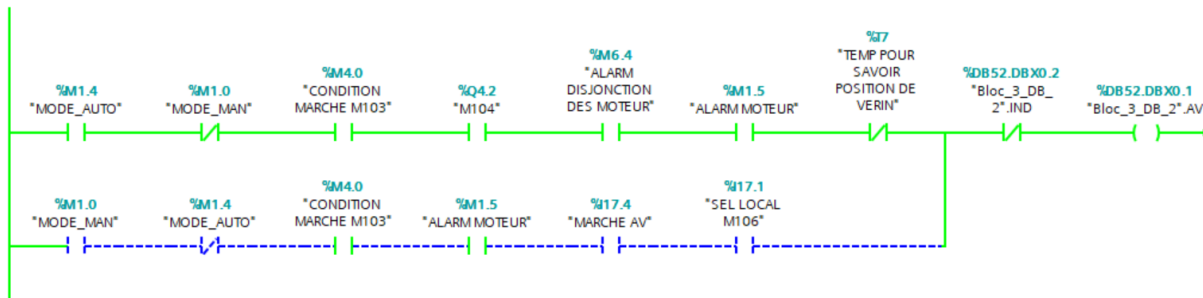 %M1.4
"MODE_AUTO"
%M1.0
"MODE_MAN"
%M4.0
"CONDITION
MARCHE M103"
%Q4.2
"M104"
%M6.4
"ALARM
DISJONCTION
DES MOTEUR"
%M1.5
"ALARM MOTEUR"
%T7
"TEMP POUR
SAVOIR
POSITION DE
VERIN"
%DB52.DBX0.2
"Bloc_3_DB_
2".IND
%DB52.DBX0.1
"Bloc_3_DB_2".AV
%M1.0
"MODE_MAN"
%M1.4
"MODE_AUTO"
%M4.0
"CONDITION
MARCHE M103"
%M1.5
"ALARM MOTEUR"
%I17.4
"MARCHE AV"
%I17.1
"SEL LOCAL
M106"